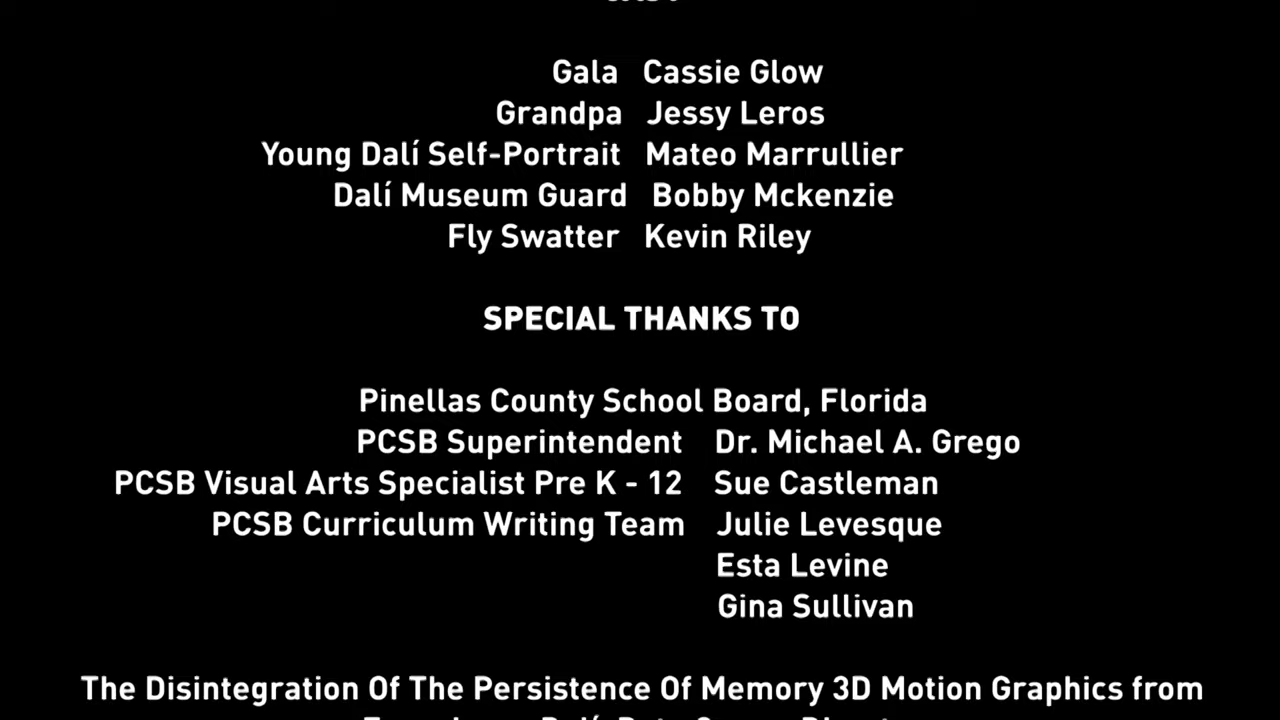 Gala Cassie Glow
Grandpa Jessy Leros
Young Dalí Self-Portrait Mateo Marrullier
Dalí Museum Guard Bobby Mckenzie
Fly Swatter Kevin Riley
SPECIAL THANKS TO
Pinellas County School Board, Florida
PCSB Superintendent Dr. Michael A. Grego
PCSB Visual Arts Specialist Pre K - 12 Sue Castleman
PCSB Curriculum Writing Team Julie Levesque
Esta Levine
Gina Sullivan
The Disintegration Of The Persistence Of Memory 3D Motion Graphics from